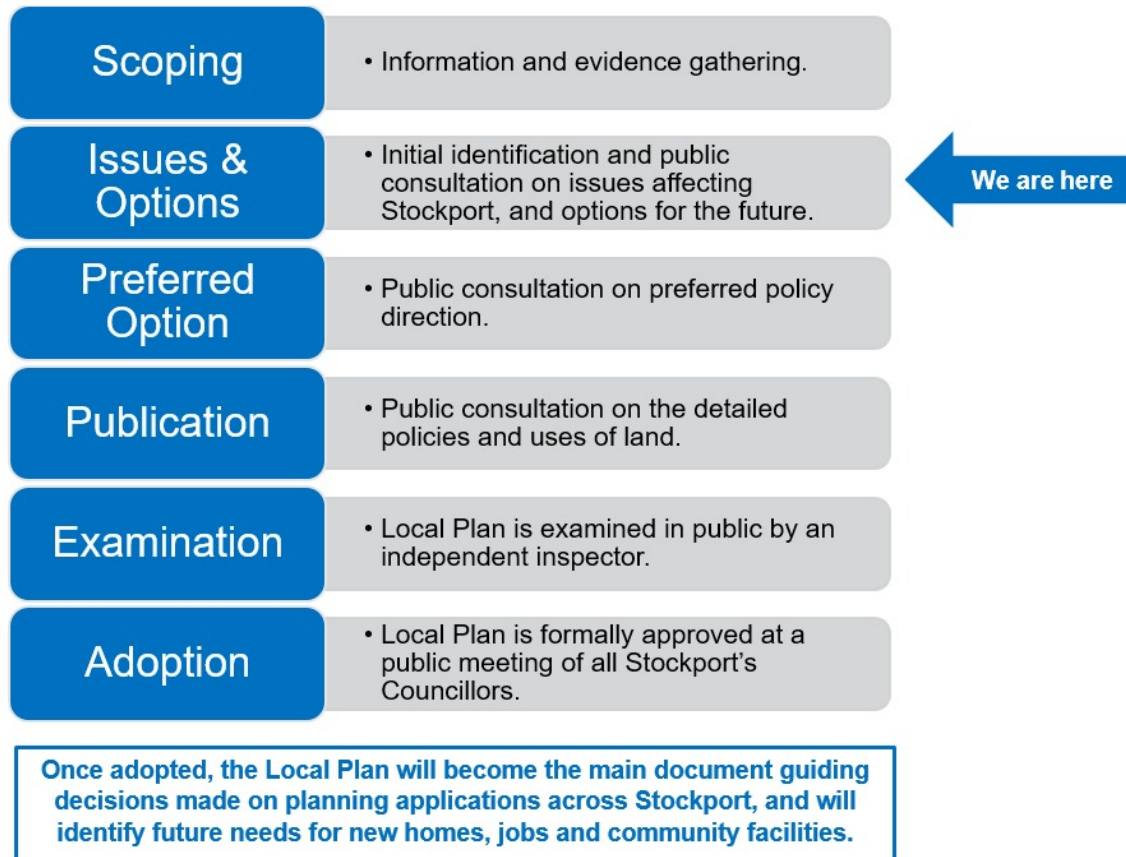 Scoping
• Information and evidence gathering.
Issues &
Options
• Initial identification and public
consultation on issues affecting
Stockport, and options for the future.
We are here
Preferred
Option
• Public consultation on preferred policy
direction.
Publication
• Public consultation on the detailed
policies and uses of land.
Examination
• Local Plan is examined in public by an
independent inspector.
Adoption
• Local Plan is formally approved at a
public meeting of all Stockport’s
Councillors.
Once adopted, the Local Plan will become the main document guiding
decisions made on planning applications across Stockport, and will
identify future needs for new homes, jobs and community facilities.